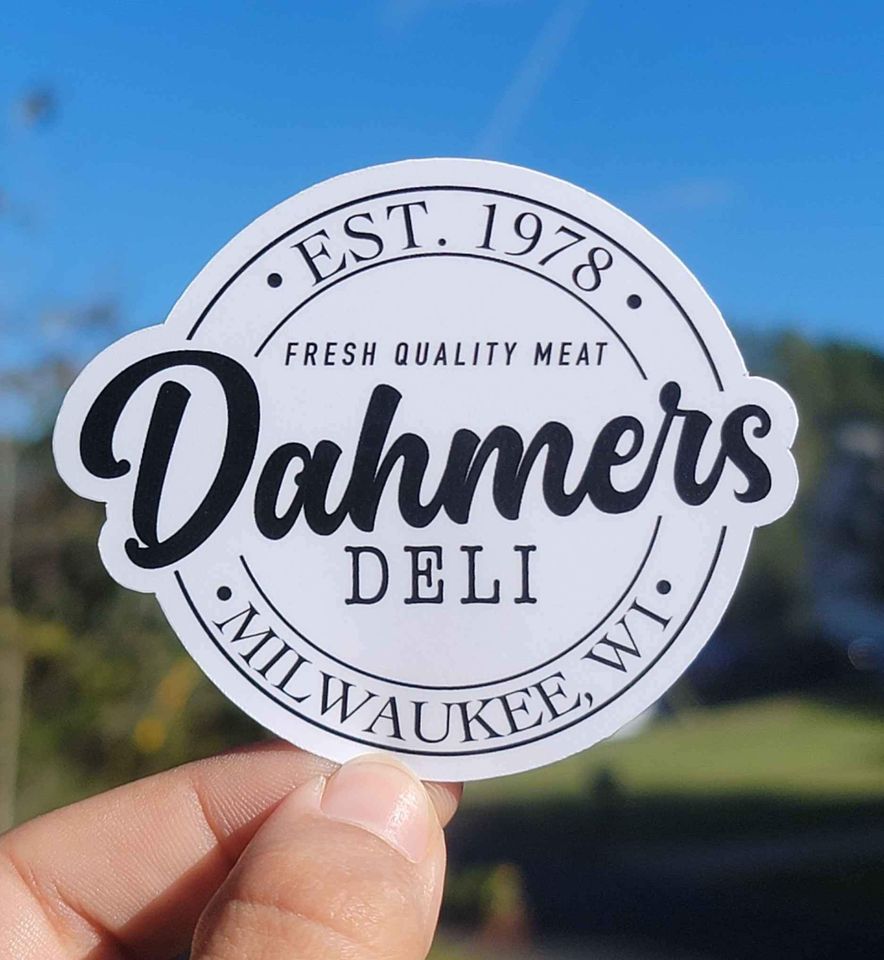 EST. 1978
FRESH QUALITY MEAT
Dahmers
DELI
MILWAUKEE, WI